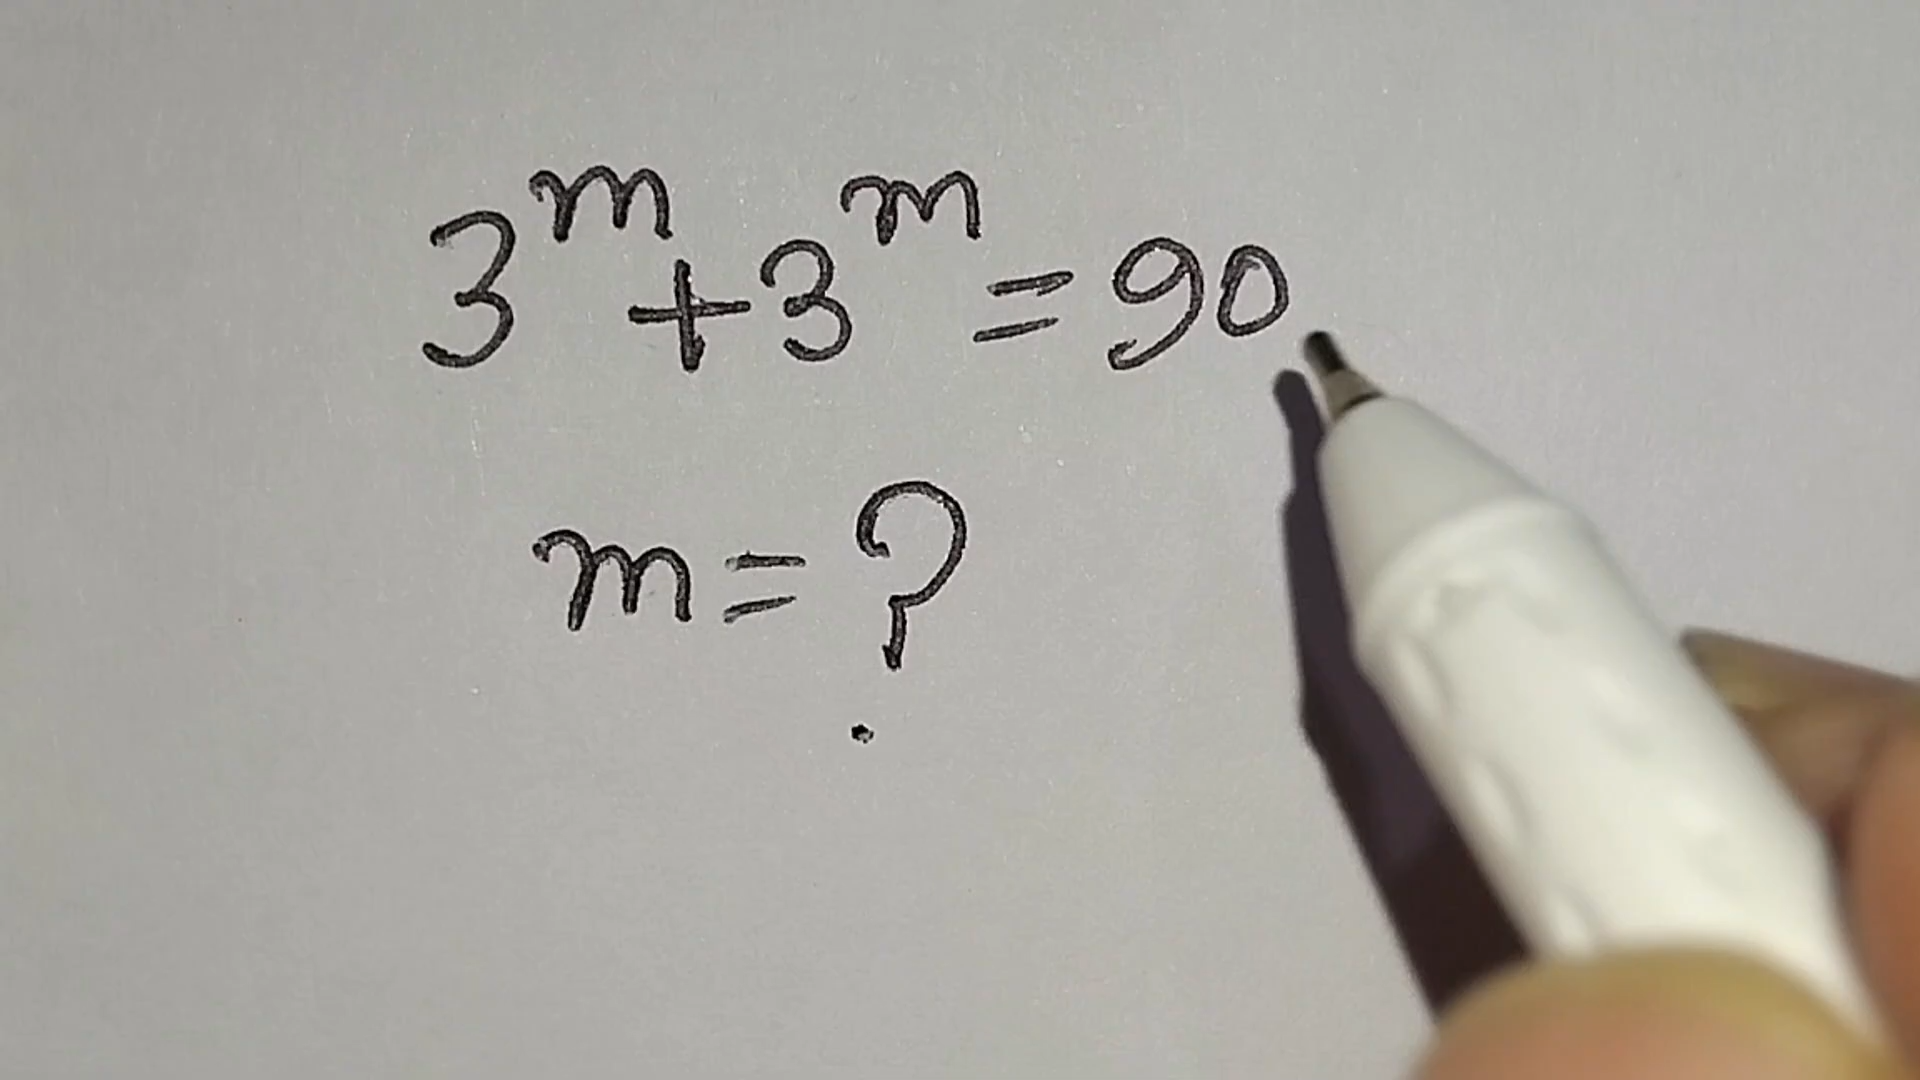 3^m + 3^m = 90
m = ?